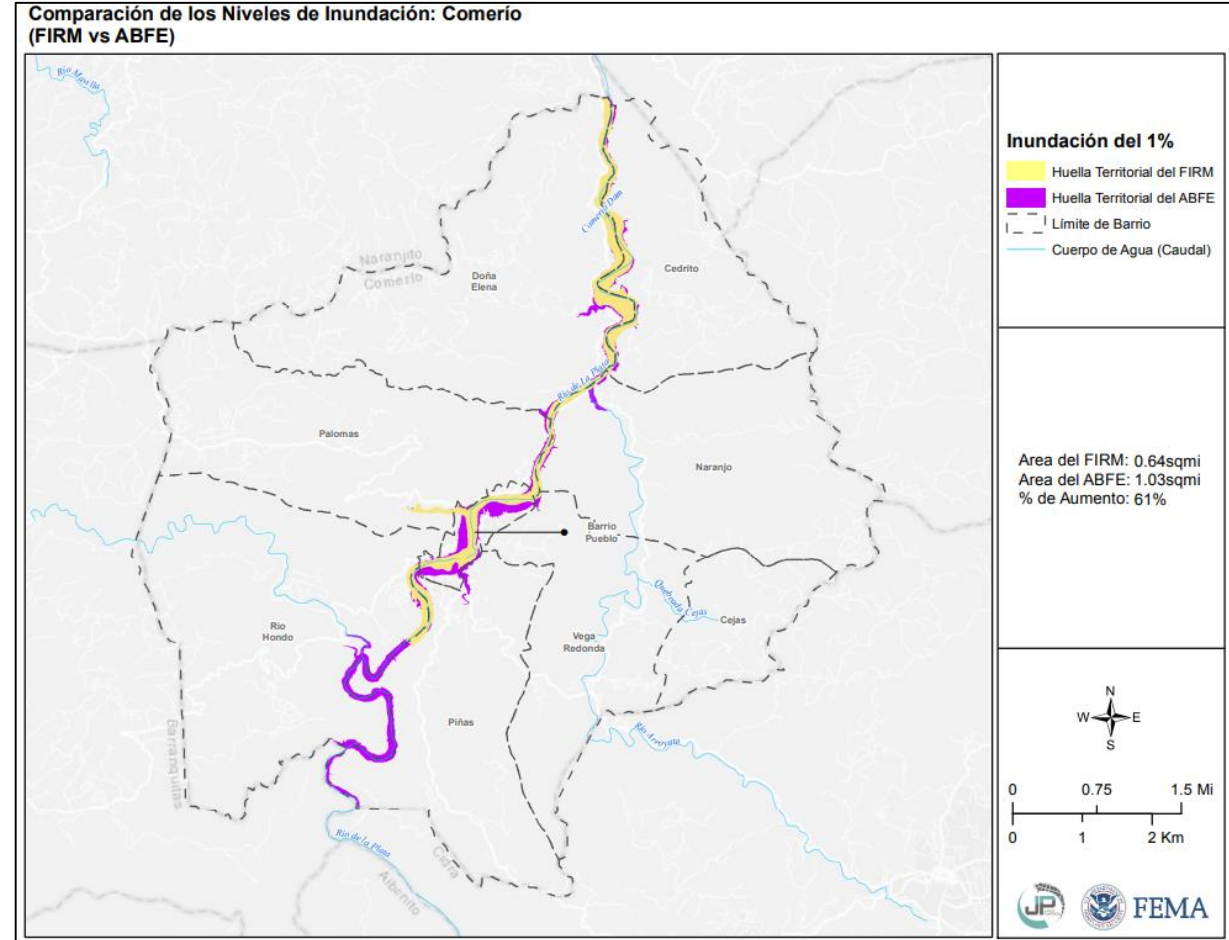 Comparación de los Niveles de Inundación: Comerío
(FIRM vs ABFE)
Río Mavilla
Naranjito
Comerío
Comerío Dam
Doña
Elena
Cedrito
Río de La Plata
Palomas
Naranjo
Barrio
Pueblo
Quebrada Cejas
Cejas
Río
Hondo
Vega
Redonda
Piñas
Río Arroyata
Barranquitas
Río de la Plata
Cidra
Aibonito
Inundación del 1%
Huella Territorial del FIRM
Huella Territorial del ABFE
Límite de Barrio
Cuerpo de Agua (Caudal)
Area del FIRM: 0.64sqmi
Area del ABFE: 1.03sqmi
% de Aumento: 61%
N
W E
S
0 0.75 1.5 Mi
0 1 2 Km
JP
FEMA